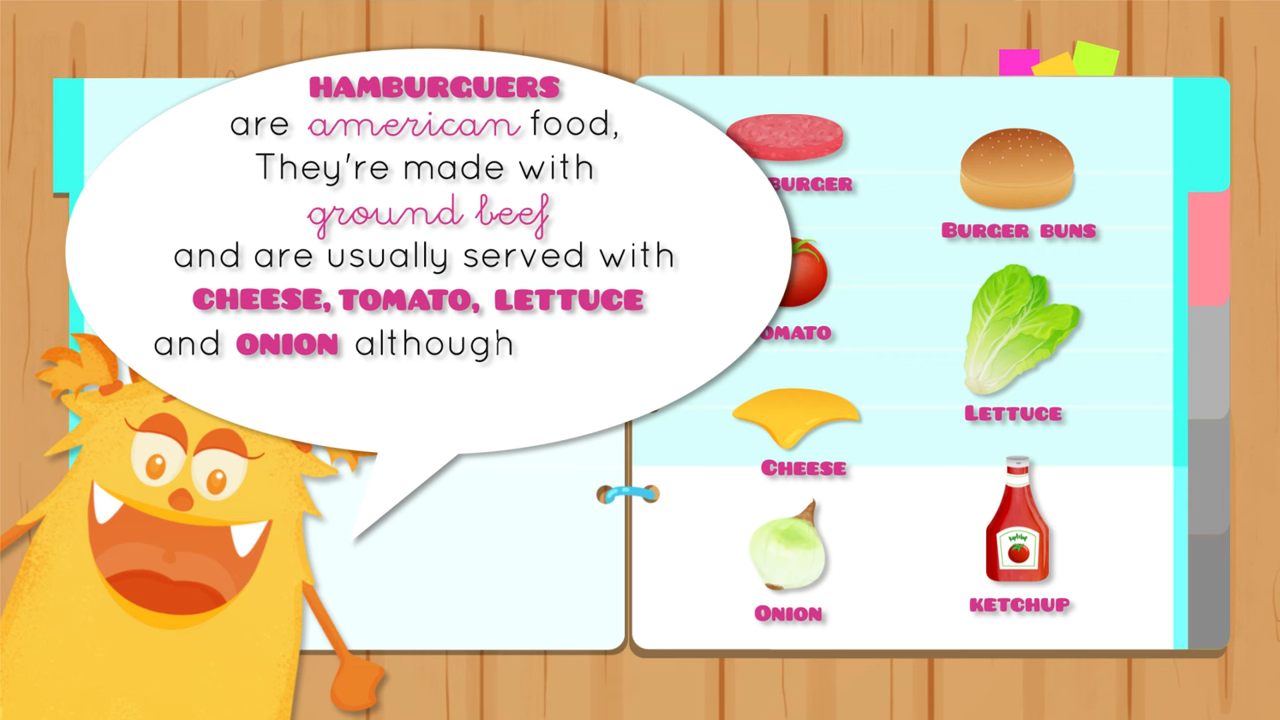 HAMBURGUERS
are american food,
They're made with
ground beef
and are usually served with
CHEESE, TOMATO, LETTUCE
and ONION although
BURGER
BURGER BUNS
OMATO
LETTUCE
CHEESE
ONION
KETCHUP